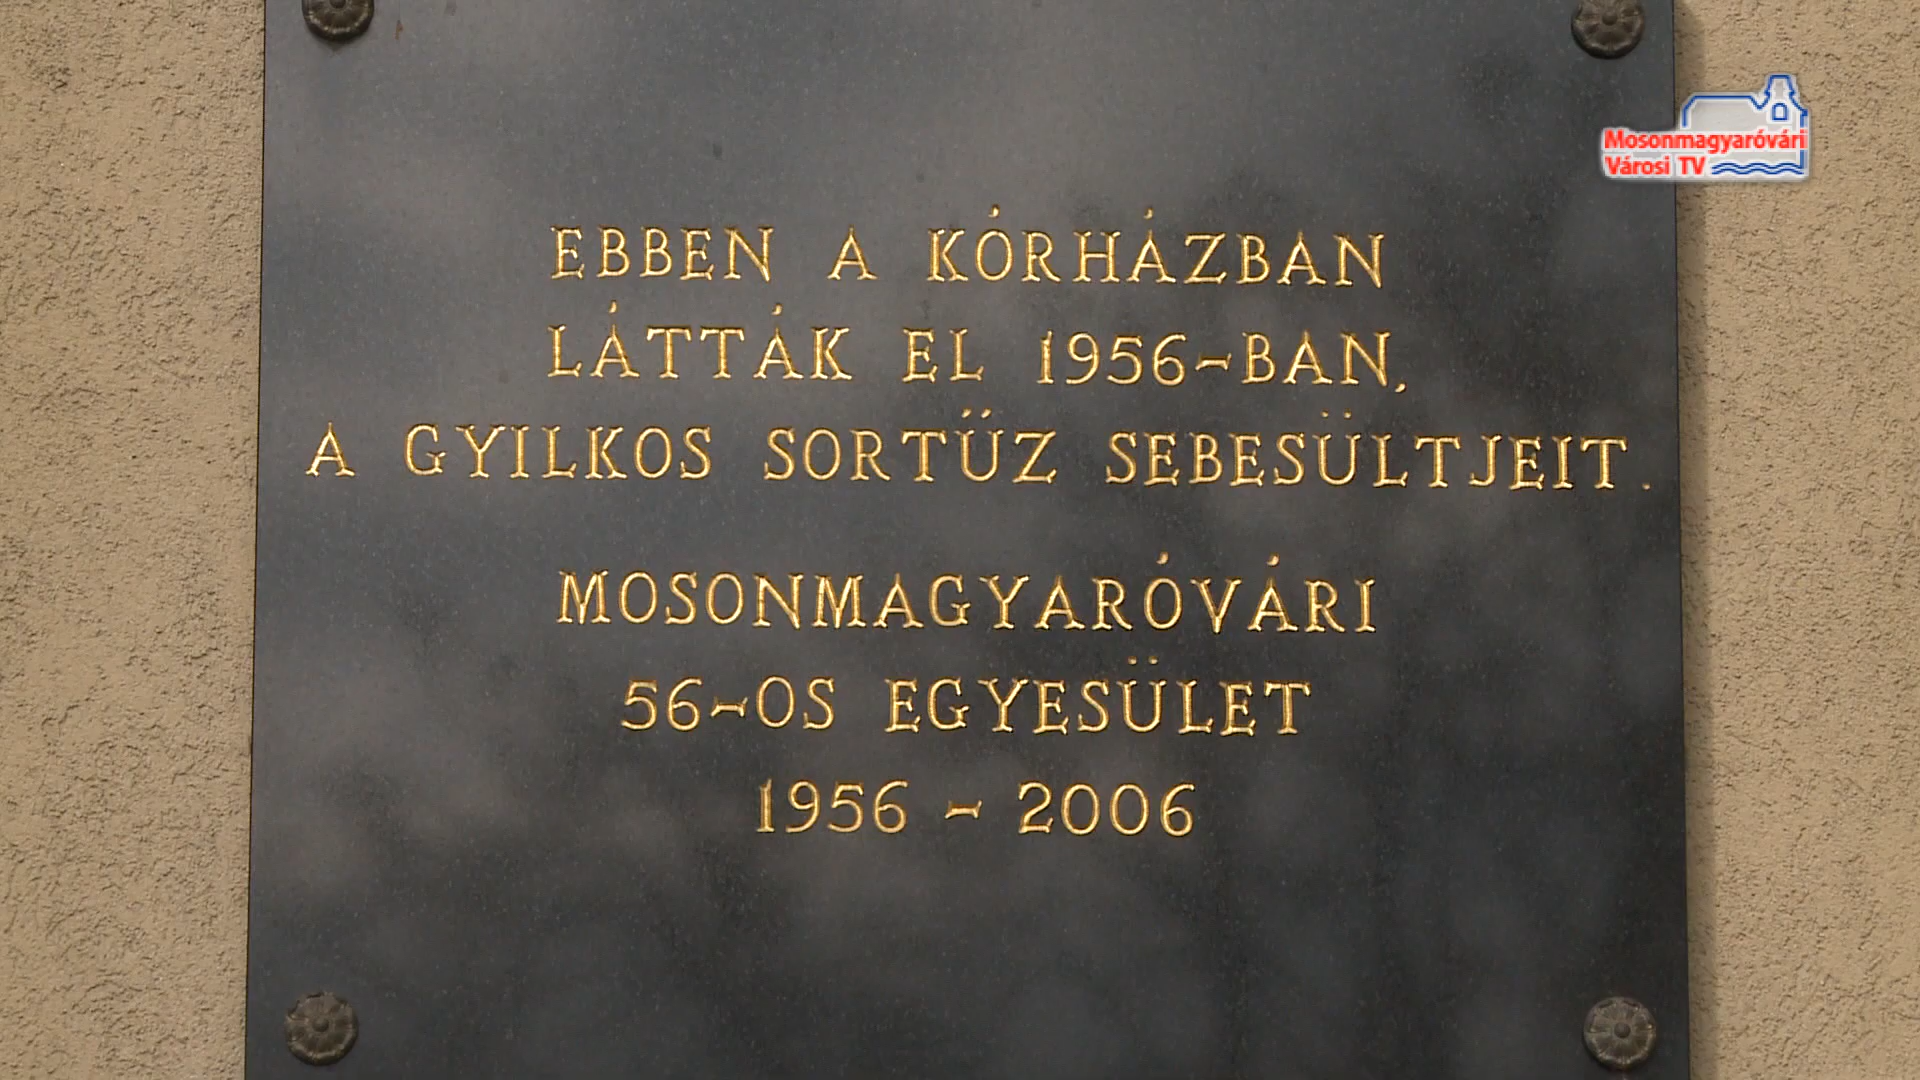 Mosonmagyaróvári
Városi TV
EBBEN A KÓRHÁZBAN
LÁTTÁK EL 1956-BAN,
A GYILKOS SORTŰZ SEBESÜLTJEIT.
MOSONMAGYARÓVÁRI
56-OS EGYESÜLET
1956 - 2006